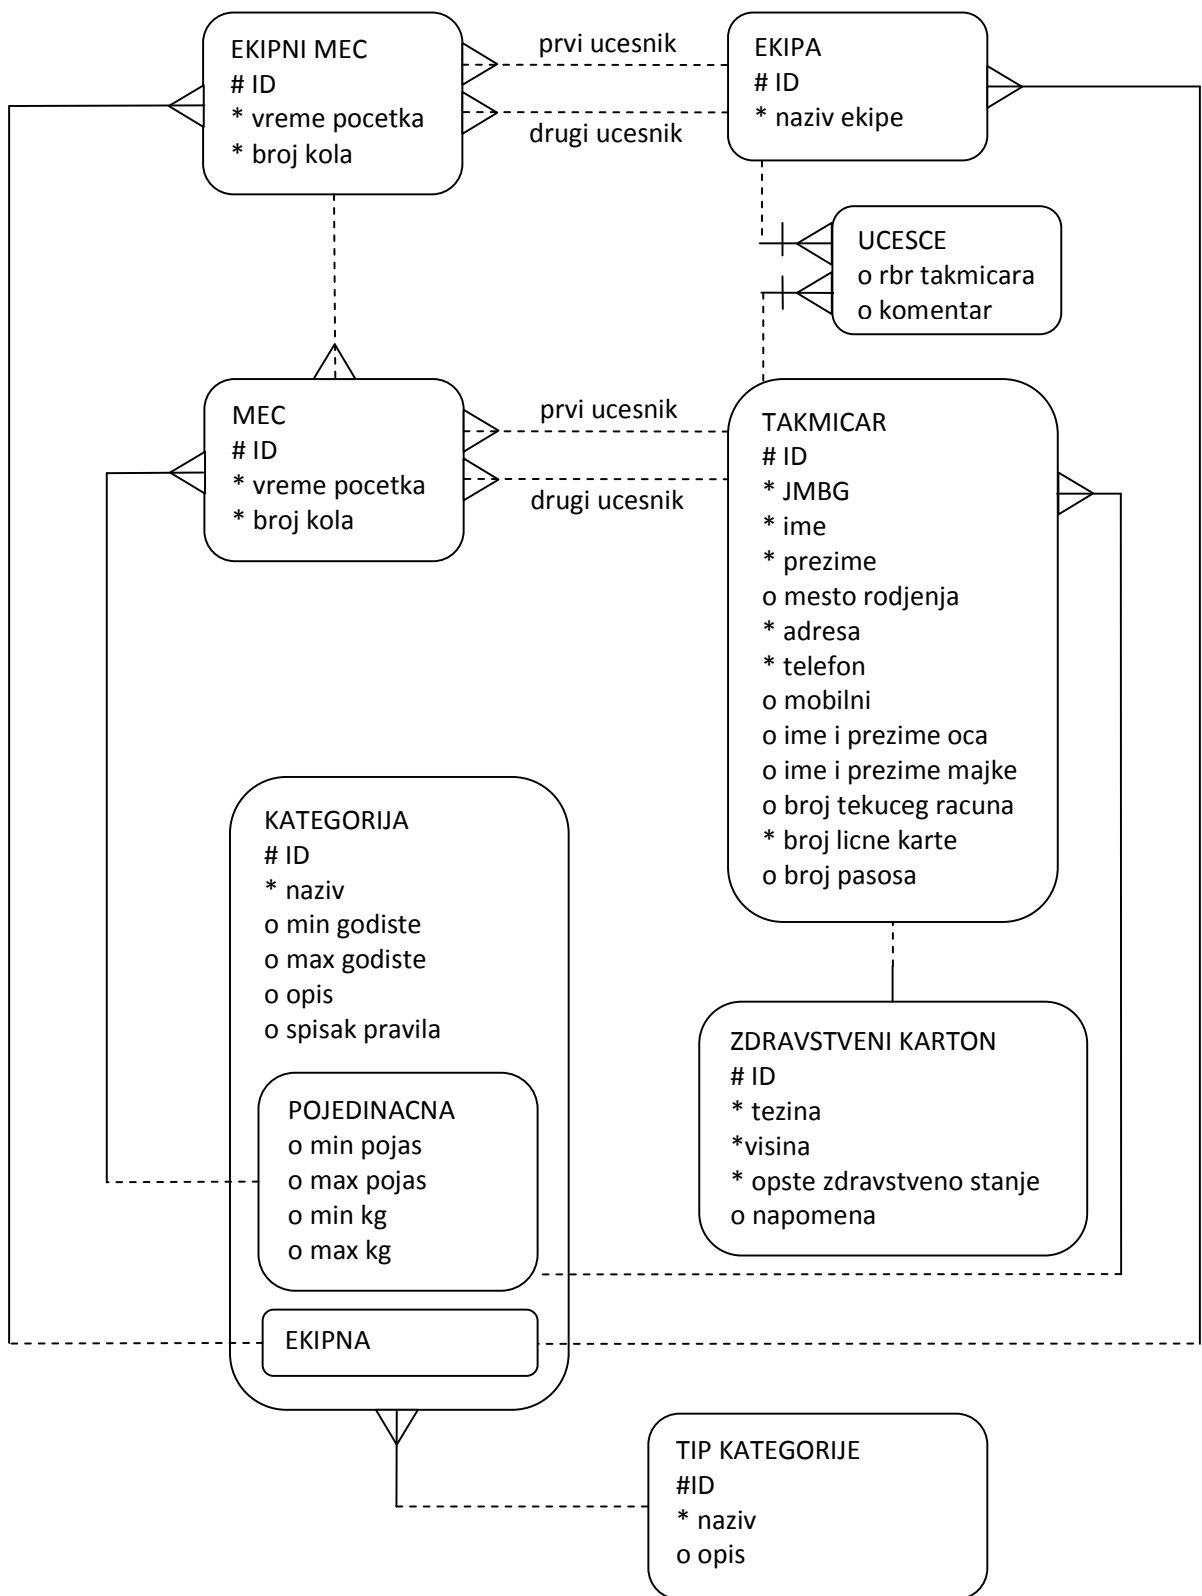 EKIPNI MEC
# ID
* vreme pocetka
* broj kola
prvi ucesnik
drugi ucesnik
EKIPA
# ID
* naziv ekipe
UCESCE
o rbr takmicara
o komentar
MEC
# ID
* vreme pocetka
* broj kola
prvi ucesnik
drugi ucesnik
TAKMICAR
# ID
* JMBG
* ime
* prezime
o mesto rodjenja
* adresa
* telefon
o mobilni
o ime i prezime oca
o ime i prezime majke
o broj tekuceg racuna
* broj licne karte
o broj pasosa
KATEGORIJA
# ID
* naziv
o min godiste
o max godiste
o opis
o spisak pravila
POJEDINACNA
o min pojas
o max pojas
o min kg
o max kg
EKIPNA
ZDRAVSTVENI KARTON
# ID
* tezina
*visina
* opste zdravstveno stanje
o napomena
TIP KATEGORIJE
#ID
* naziv
o opis